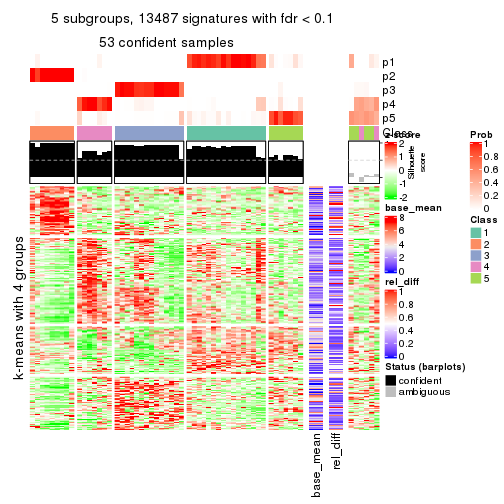 5 subgroups, 13487 signatures with fdr < 0.1
53 confident samples
p1
p2
p3
p4
p5
Class
z-score
2
1
0
-1
-2
Silhouette
score
Prob
1
0.8
0.6
0.4
0.2
0
base_mean
8
6
4
2
0
Class
1
2
3
4
5
rel_diff
1
0.8
0.6
0.4
0.2
0
Status (barplots)
confident
ambiguous
k-means with 4 groups
base_mean
rel_diff